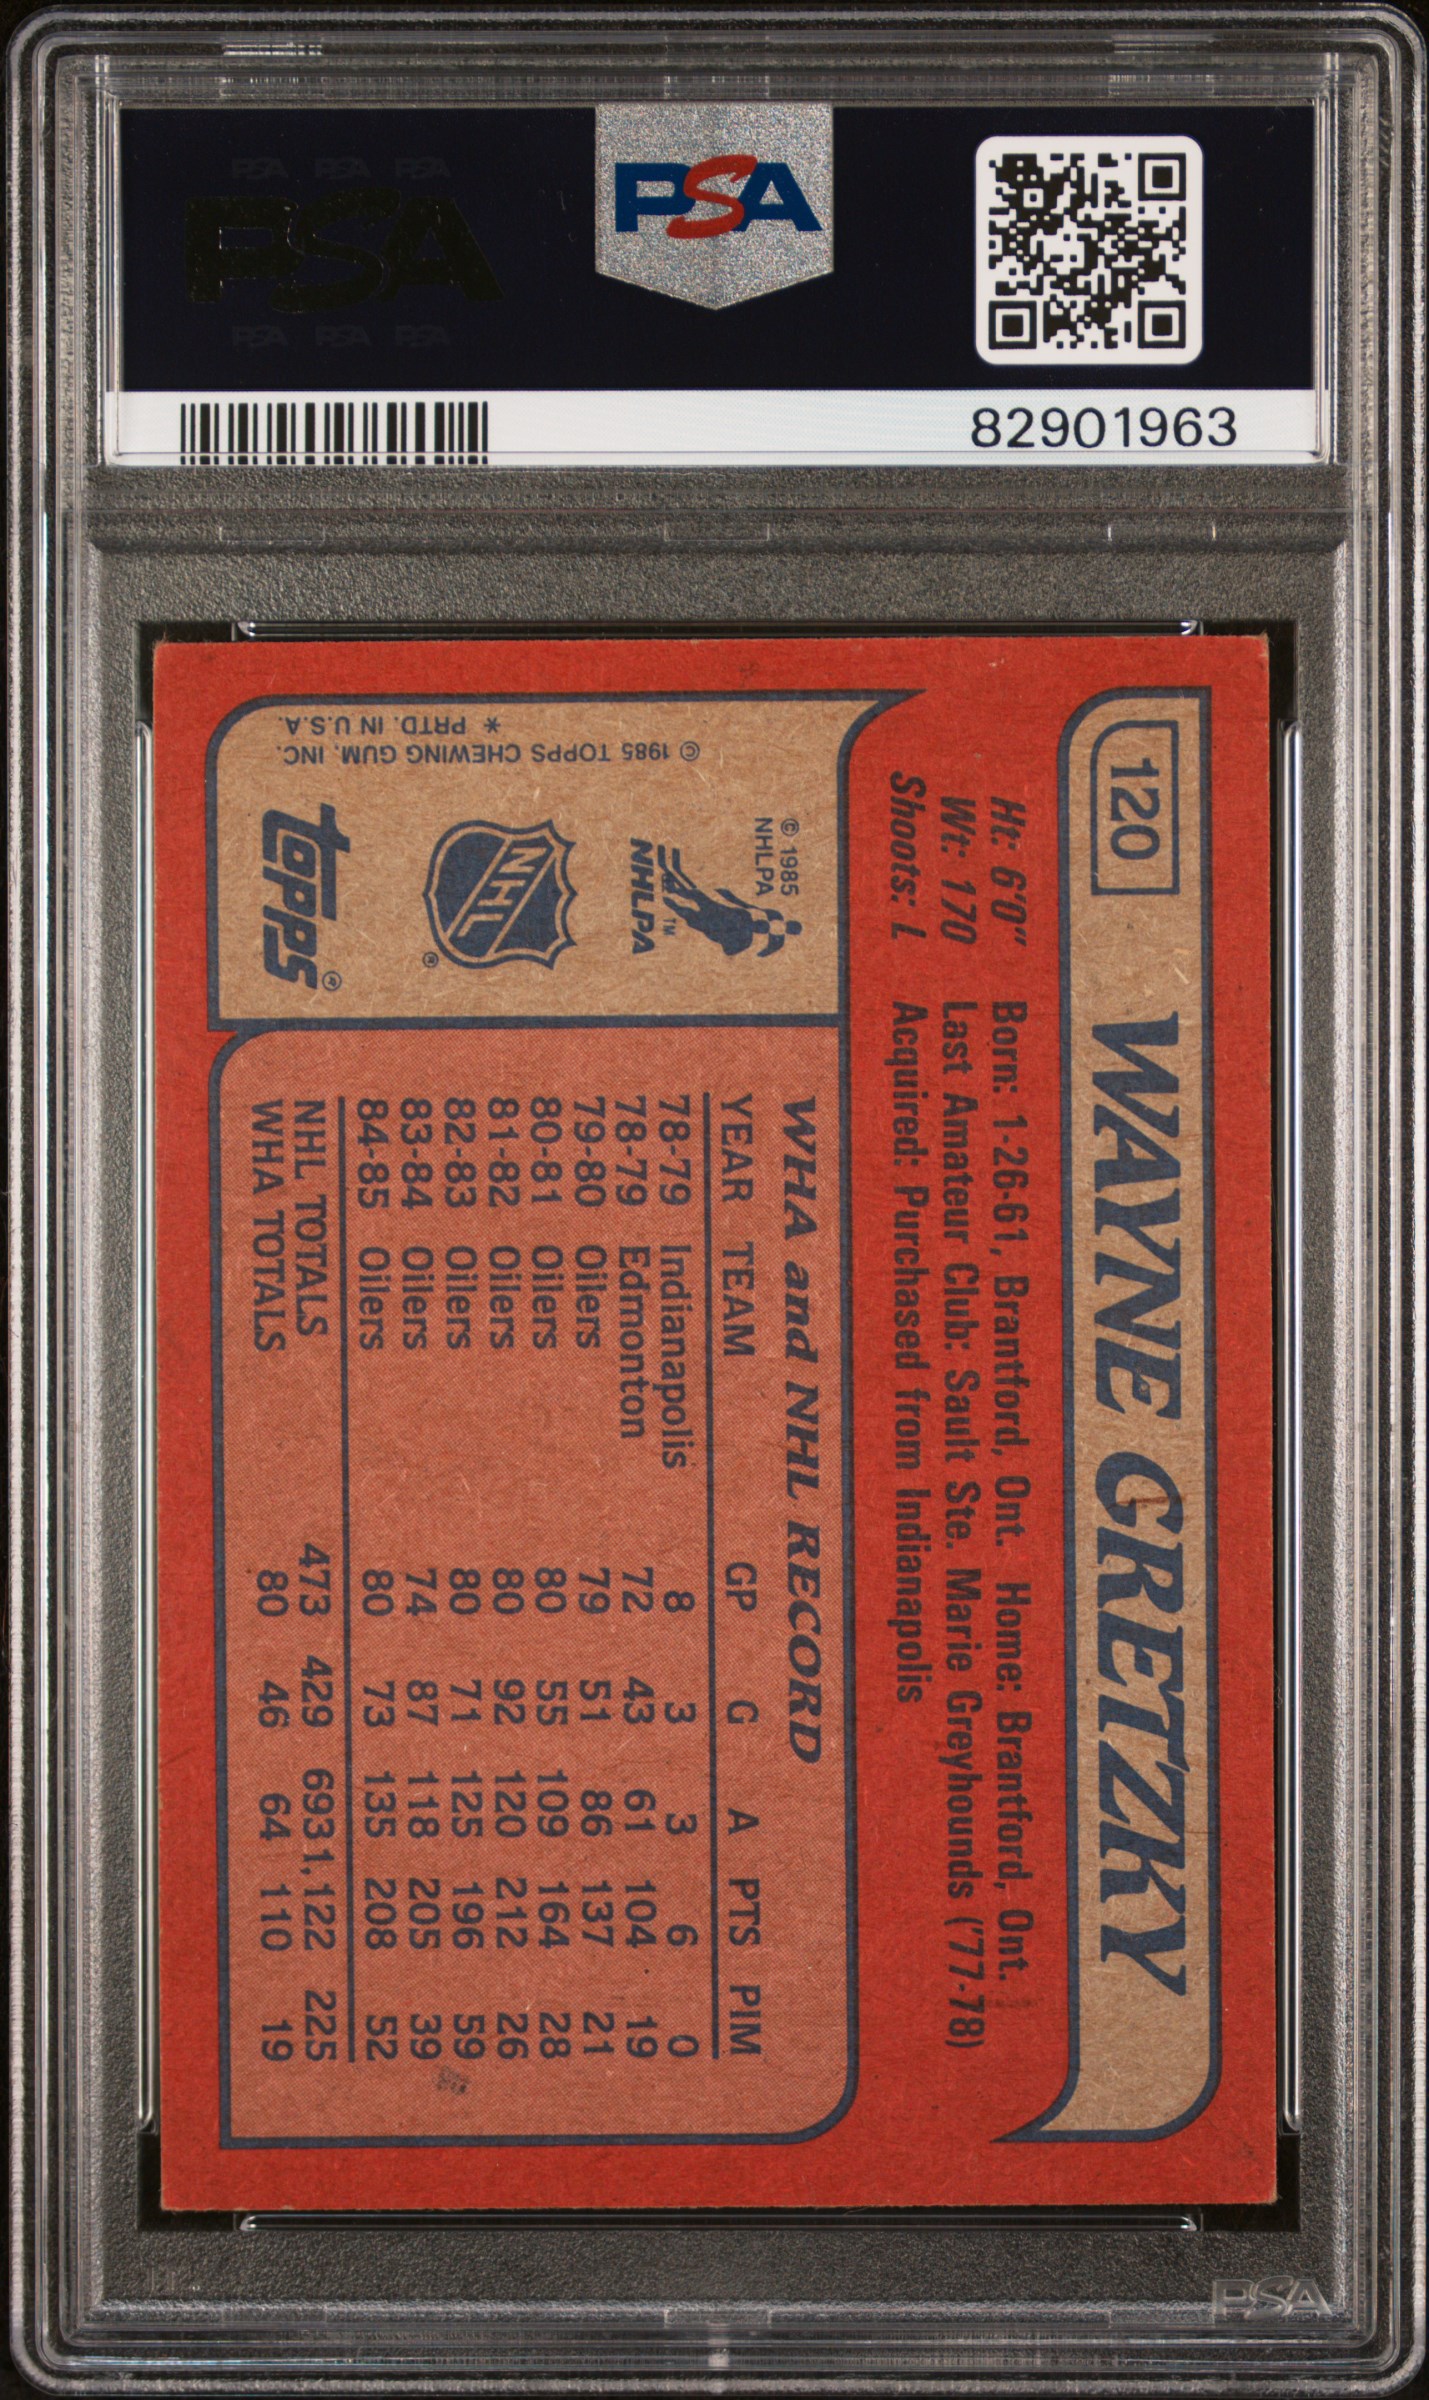 PSA PSA PSA
PSA
PSA PSA PSA
PSA
82901963
120 WAYNE GRETZKY
Ht: 6'0" Born: 1-26-61, Brantford, Ont. Home: Brantford, Ont.
Wt: 170 Last Amateur Club: Sault Ste. Marie Greyhounds ('77-78)
Shoots: L Acquired: Purchased from Indianapolis
© 1985
NHLPA
NHLPA ™
NHL ®
topps ®
© 1985 TOPPS CHEWING GUM, INC.
* PRTD. IN U.S.A.
WHA and NHL RECORD
YEAR TEAM GP G A PTS PIM
78-79 Indianapolis 8 3 3 6 0
78-79 Edmonton 72 43 61 104 19
79-80 Oilers 79 51 86 137 21
80-81 Oilers 80 55 109 164 28
81-82 Oilers 80 92 120 212 26
82-83 Oilers 80 71 125 196 59
83-84 Oilers 74 87 118 205 39
84-85 Oilers 80 73 135 208 52
NHL TOTALS 473 429 693 1,122 225
WHA TOTALS 80 46 64 110 19
PSA